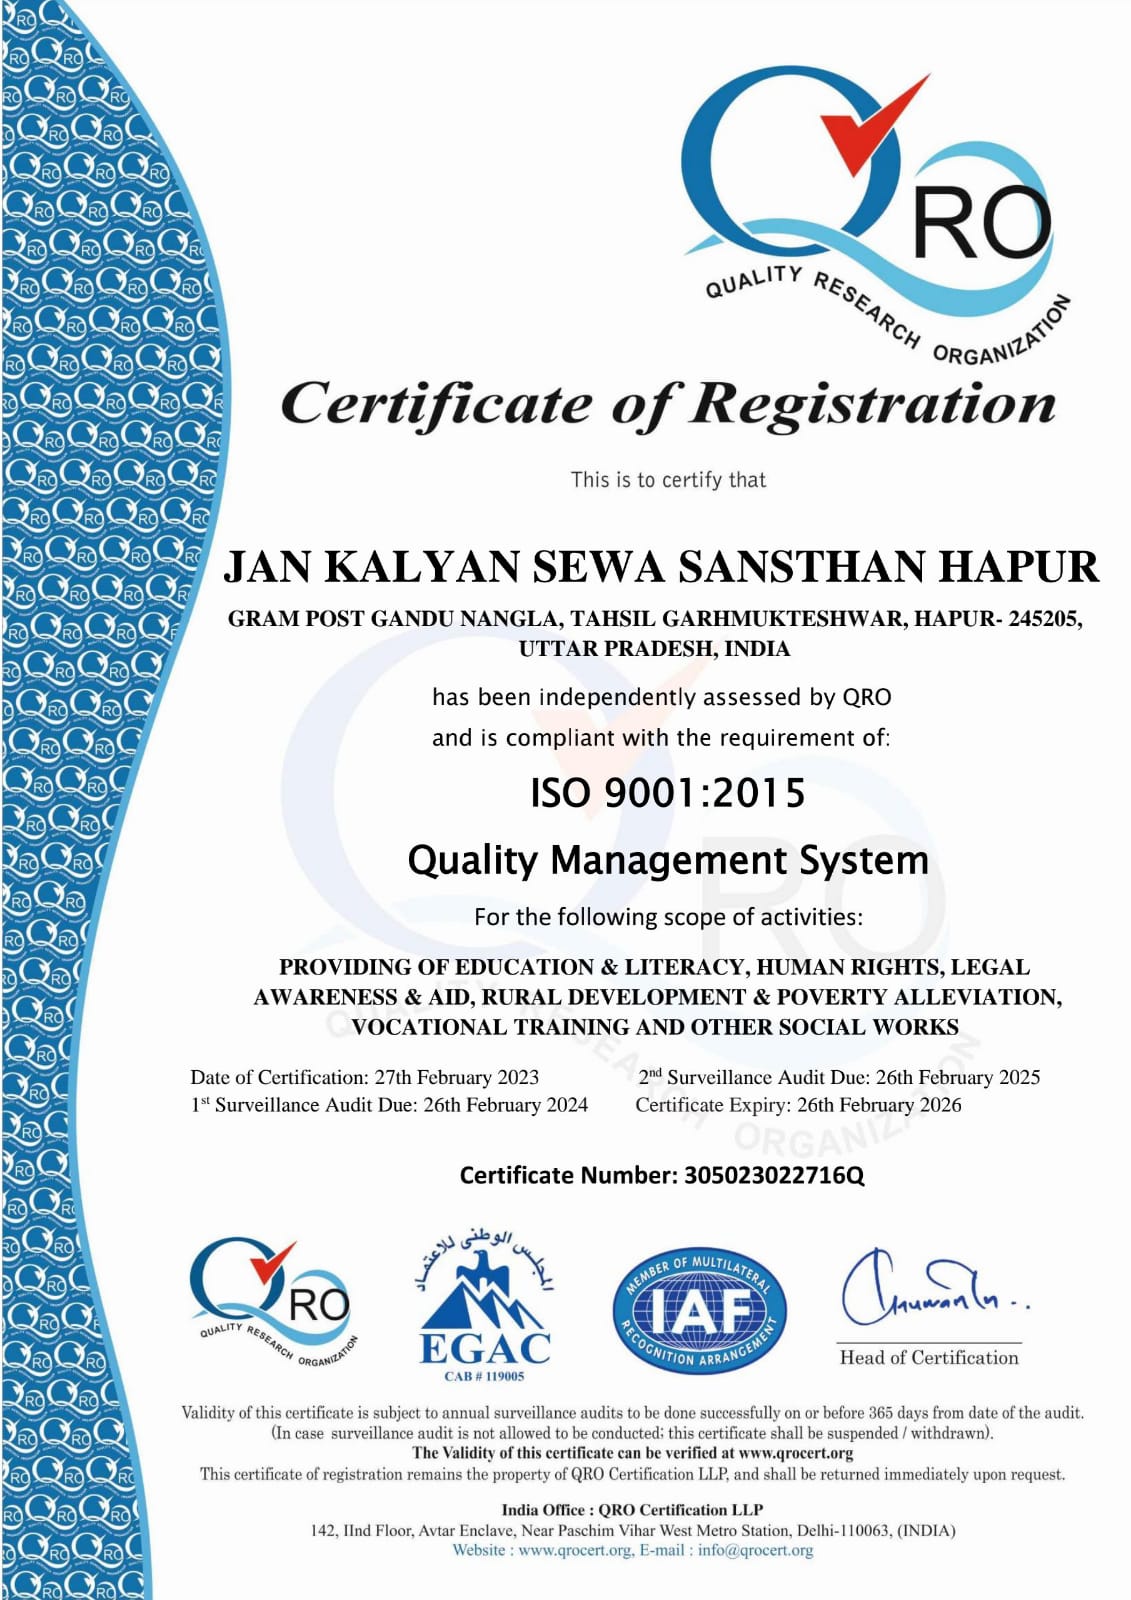 QRO
QUALITY RESEARCH ORGANIZATION
Certificate of Registration
This is to certify that
JAN KALYAN SEWA SANSTHAN HAPUR
GRAM POST GANDU NANGLA, TAHSIL GARHMUKTESHWAR, HAPUR- 245205,
UTTAR PRADESH, INDIA
has been independently assessed by QRO
and is compliant with the requirement of:
ISO 9001:2015
Quality Management System
For the following scope of activities:
PROVIDING OF EDUCATION & LITERACY, HUMAN RIGHTS, LEGAL
AWARENESS & AID, RURAL DEVELOPMENT & POVERTY ALLEVIATION,
VOCATIONAL TRAINING AND OTHER SOCIAL WORKS
Date of Certification: 27th February 2023
2nd Surveillance Audit Due: 26th February 2025
1st Surveillance Audit Due: 26th February 2024
Certificate Expiry: 26th February 2026
Certificate Number: 305023022716Q
QRO
QUALITY RESEARCH ORGANIZATION
المجلس الوطنى للاعتماد
EGAC
CAB # 119005
MEMBER OF MULTILATERAL
IAF
RECOGNITION ARRANGEMENT
Head of Certification
Validity of this certificate is subject to annual surveillance audits to be done successfully on or before 365 days from date of the audit.
(In case surveillance audit is not allowed to be conducted; this certificate shall be suspended / withdrawn).
The Validity of this certificate can be verified at www.qrocert.org
This certificate of registration remains the property of QRO Certification LLP, and shall be returned immediately upon request.
India Office : QRO Certification LLP
142, IInd Floor, Avtar Enclave, Near Paschim Vihar West Metro Station, Delhi-110063, (INDIA)
Website : www.qrocert.org, E-mail : info@qrocert.org